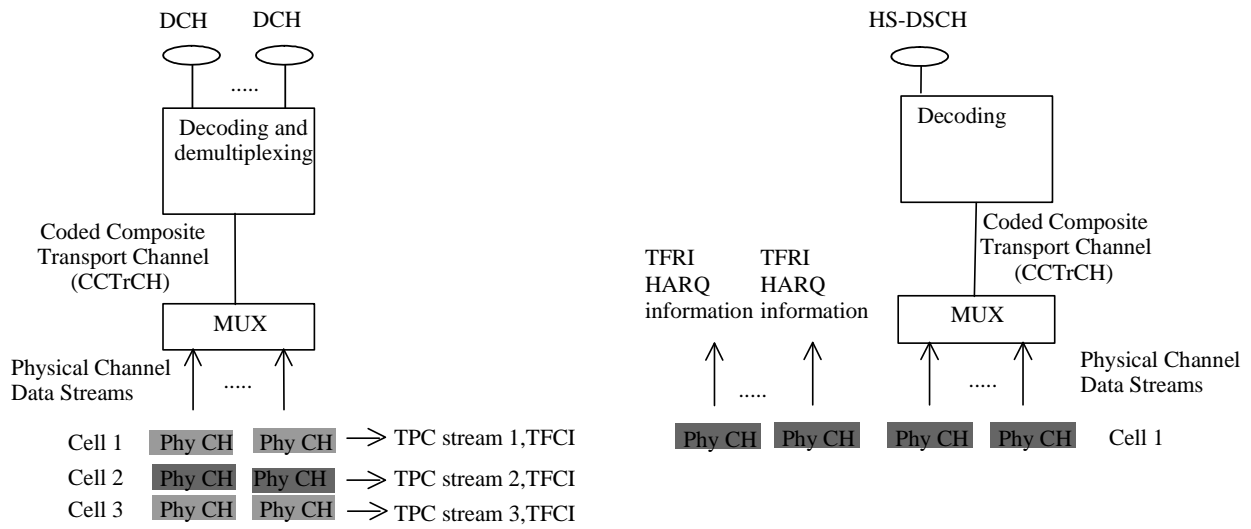 DCH DCH
.....
Decoding and
demultiplexing
Coded Composite
Transport Channel
(CCTrCH)
MUX
Physical Channel
Data Streams
.....
Cell 1 Phy CH Phy CH TPC stream 1,TFCI
Cell 2 Phy CH Phy CH TPC stream 2,TFCI
Cell 3 Phy CH Phy CH TPC stream 3,TFCI
HS-DSCH
Decoding
Coded Composite
Transport Channel
(CCTrCH)
TFRI
HARQ
information
TFRI
HARQ
information
MUX
Physical Channel
Data Streams
.....
.....
Phy CH Phy CH Phy CH Phy CH Cell 1